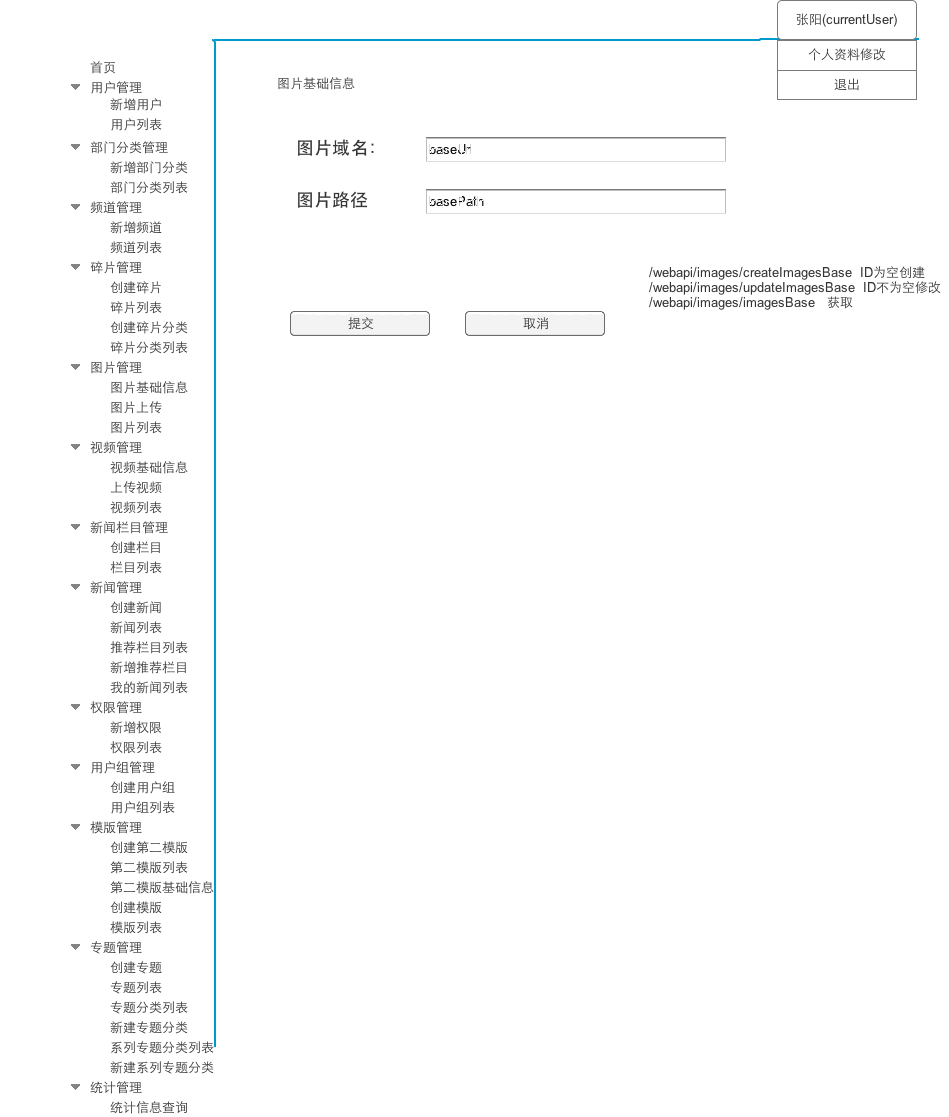 张阳(currentUser)
个人资料修改
退出
首页
用户管理
新增用户
用户列表
部门分类管理
新增部门分类
部门分类列表
频道管理
新增频道
频道列表
碎片管理
创建碎片
碎片列表
创建碎片分类
碎片分类列表
图片管理
图片基础信息
图片上传
图片列表
视频管理
视频基础信息
上传视频
视频列表
新闻栏目管理
创建栏目
栏目列表
新闻管理
创建新闻
新闻列表
推荐栏目列表
新增推荐栏目
我的新闻列表
权限管理
新增权限
权限列表
用户组管理
创建用户组
用户组列表
模版管理
创建第二模版
第二模版列表
第二模版基础信息
创建模版
模版列表
专题管理
创建专题
专题列表
专题分类列表
新建专题分类
系列专题分类列表
新建系列专题分类
统计管理
统计信息查询
图片基础信息
图片域名: baseUrl
图片路径 basePath
/webapi/images/createImagesBase ID为空创建
/webapi/images/updateImagesBase ID不为空修改
/webapi/images/imagesBase 获取
提交 取消